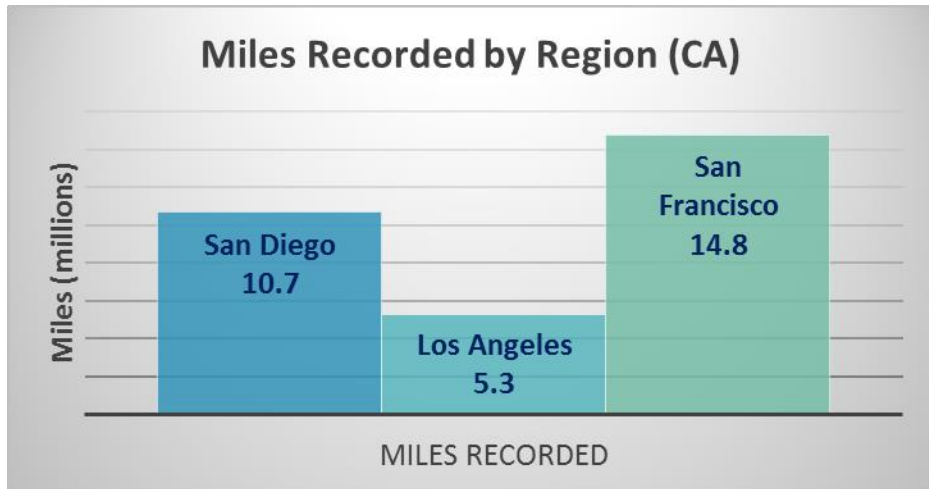 Miles Recorded by Region (CA)
Miles (millions)
San Diego
10.7
Los Angeles
5.3
San
Francisco
14.8
MILES RECORDED